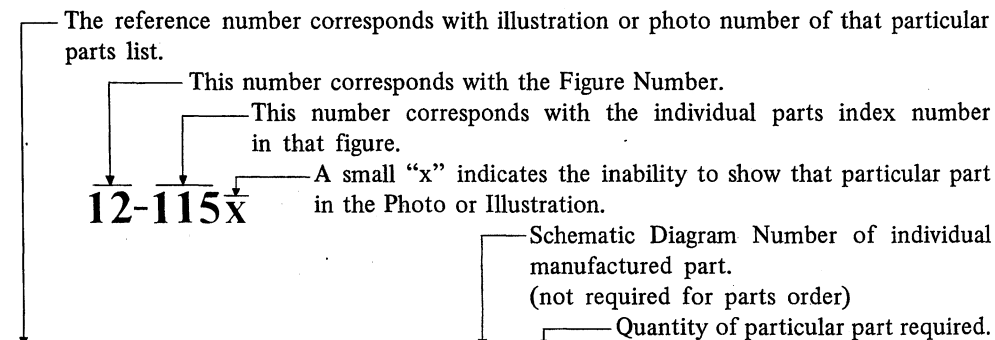 The reference number corresponds with illustration or photo number of that particular
parts list.
This number corresponds with the Figure Number.
This number corresponds with the individual parts index number
in that figure.
A small “x” indicates the inability to show that particular part
in the Photo or Illustration.
12-115x
Schematic Diagram Number of individual
manufactured part.
(not required for parts order)
Quantity of particular part required.